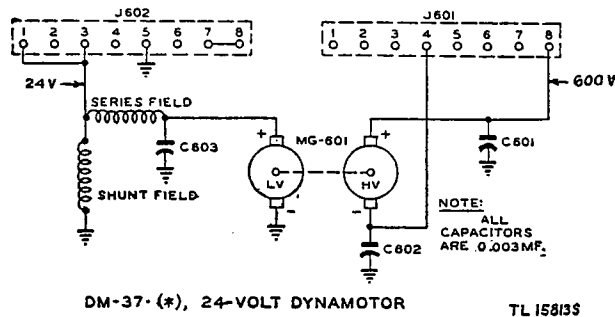 J602
J601
1 2 3 4 5 6 7 8
1 2 3 4 5 6 7 8
24V
600V
SERIES FIELD
+ MG-601 +
C603
C601
LV
HV
SHUNT FIELD
- -
NOTE:
ALL
CAPACITORS
ARE 0.003MF.
C602
DM-37-(*), 24-VOLT DYNAMOTOR
TL 15813S